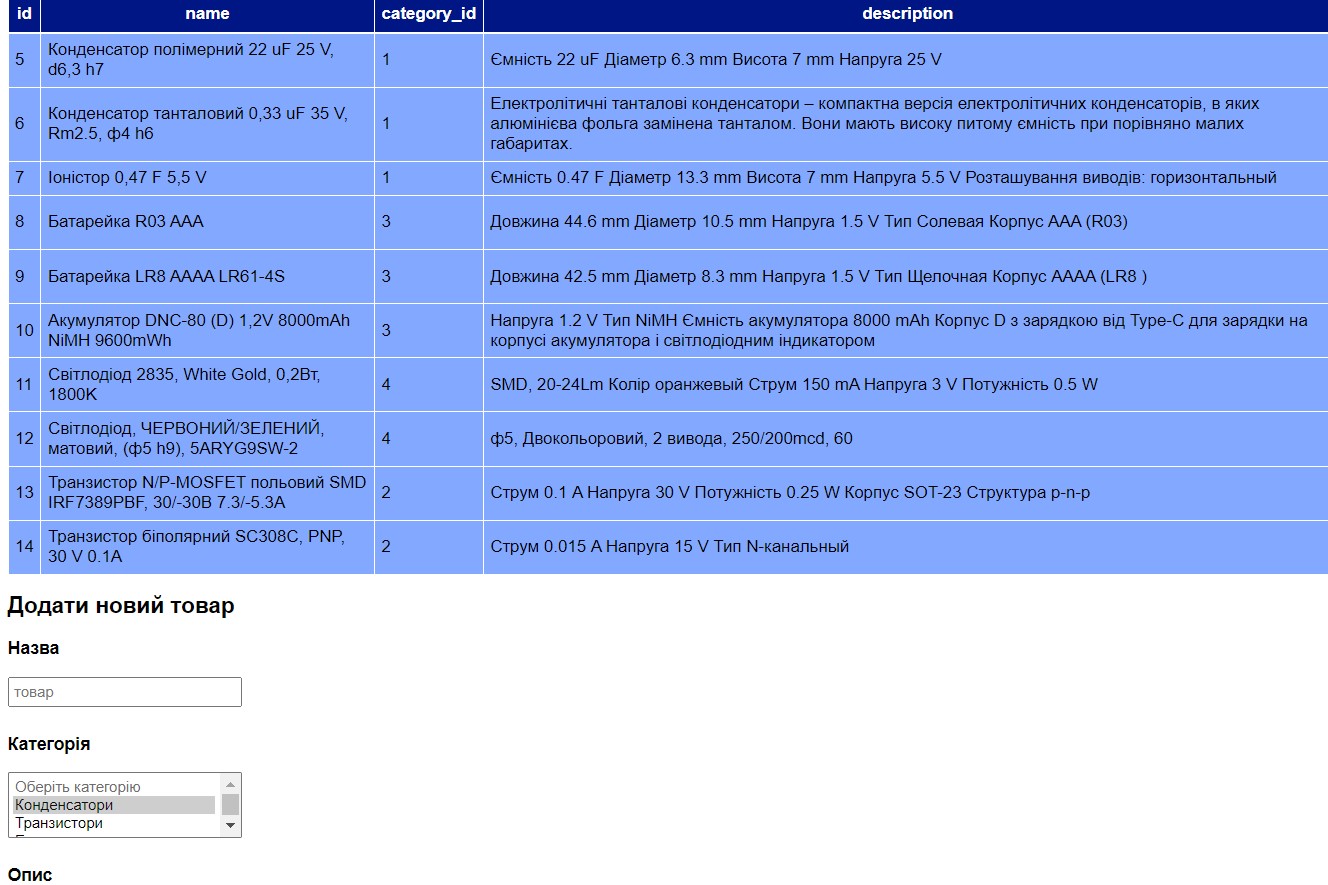 id name category_id description
5 Конденсатор полімерний 22 uF 25 V, d6,3 h7 1 Ємність 22 uF Діаметр 6.3 mm Висота 7 mm Напруга 25 V
6 Конденсатор танталовий 0,33 uF 35 V, Rm2.5, ф4 h6 1 Електролітичні танталові конденсатори – компактна версія електролітичних конденсаторів, в яких
алюмінієва фольга замінена танталом. Вони мають високу питому ємність при порівняно малих
габаритах.
7 Іоністор 0,47 F 5,5 V 1 Ємність 0.47 F Діаметр 13.3 mm Висота 7 mm Напруга 5.5 V Розташування виводів: горизонтальный
8 Батарейка R03 AAA 3 Довжина 44.6 mm Діаметр 10.5 mm Напруга 1.5 V Тип Солевая Корпус AAA (R03)
9 Батарейка LR8 AAAA LR61-4S 3 Довжина 42.5 mm Діаметр 8.3 mm Напруга 1.5 V Тип Щелочная Корпус AAAA (LR8 )
10 Акумулятор DNC-80 (D) 1,2V 8000mAh NiMH 9600mWh 3 Напруга 1.2 V Тип NiMH Ємність акумулятора 8000 mAh Корпус D з зарядкою від Type-C для зарядки на
корпусі акумулятора і світлодіодним індикатором
11 Світлодіод 2835, White Gold, 0,2Вт, 1800K 4 SMD, 20-24Lm Колір оранжевый Струм 150 mA Напруга 3 V Потужність 0.5 W
12 Світлодіод, ЧЕРВОНИЙ/ЗЕЛЕНИЙ, матовий, (ф5 h9), 5ARYG9SW-2 4 ф5, Двокольоровий, 2 вивода, 250/200mcd, 60
13 Транзистор N/P-MOSFET польовий SMD IRF7389PBF, 30/-30В 7.3/-5.3А 2 Струм 0.1 A Напруга 30 V Потужність 0.25 W Корпус SOT-23 Структура p-n-p
14 Транзистор біполярний SC308C, PNP, 30 V 0.1A 2 Струм 0.015 A Напруга 15 V Тип N-канальный
Додати новий товар
Назва
товар
Категорія
Оберіть категорію
Конденсатори
Транзистори
Опис